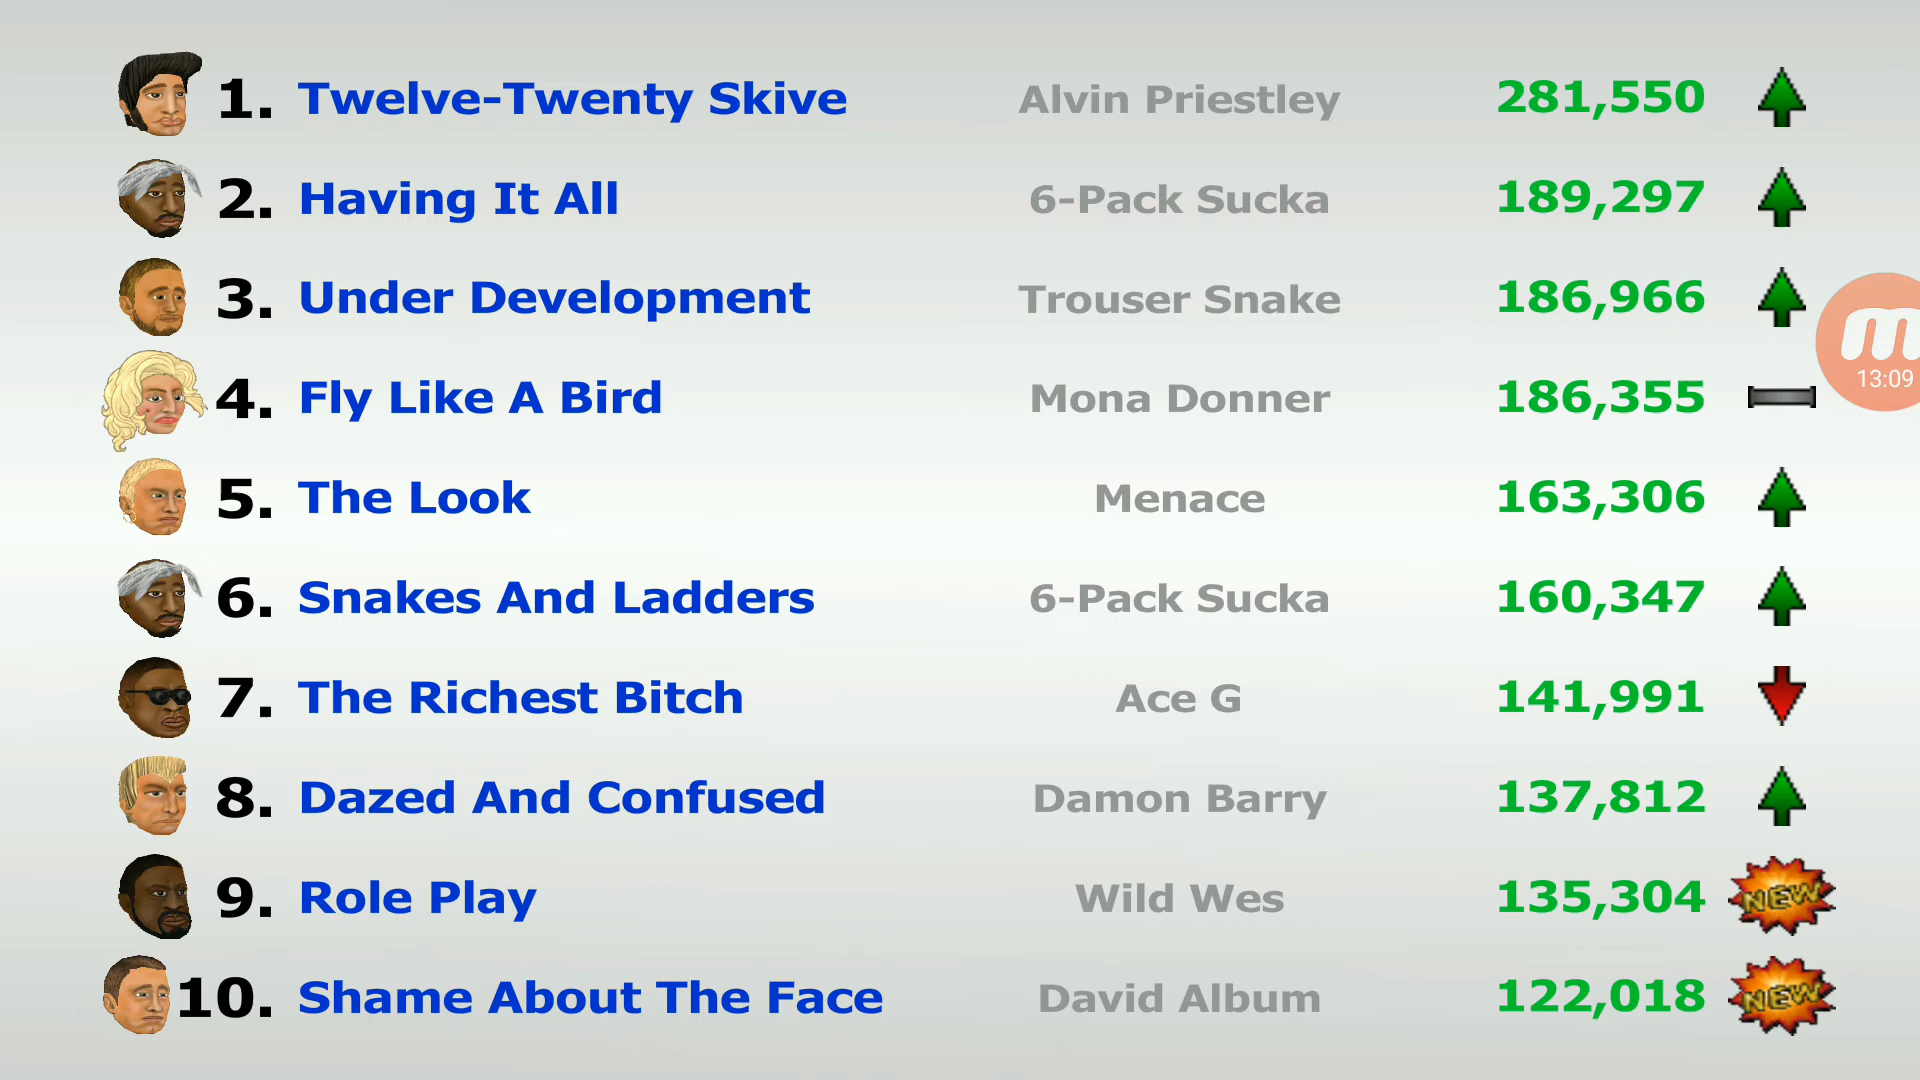 1. Twelve-Twenty Skive Alvin Priestley 281,550
2. Having It All 6-Pack Sucka 189,297
3. Under Development Trouser Snake 186,966
4. Fly Like A Bird Mona Donner 186,355
13:09
5. The Look Menace 163,306
6. Snakes And Ladders 6-Pack Sucka 160,347
7. The Richest Bitch Ace G 141,991
8. Dazed And Confused Damon Barry 137,812
9. Role Play Wild Wes 135,304 NEW
10. Shame About The Face David Album 122,018 NEW